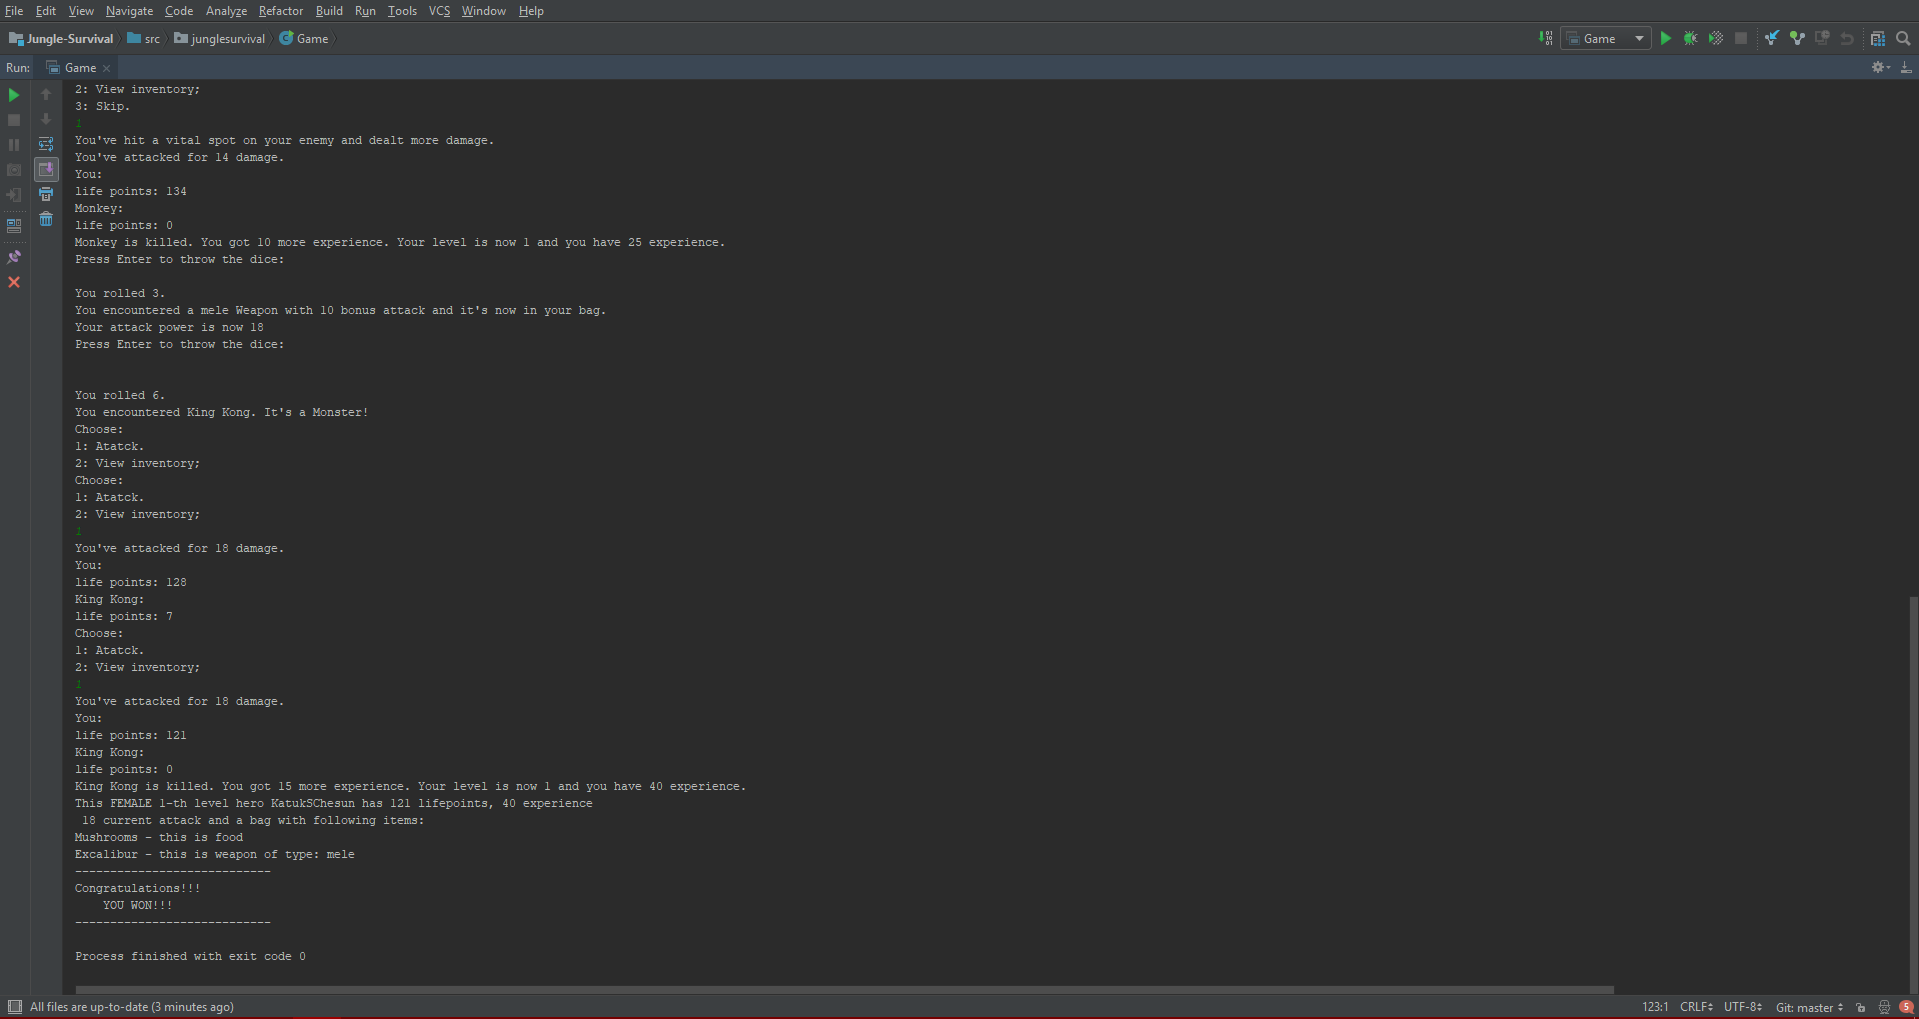 File Edit View Navigate Code Analyze Refactor Build Run Tools VCS Window Help
Jungle-Survival src junglesurvival Game Game
Run: Game
2: View inventory;
3: Skip.
1
You've hit a vital spot on your enemy and dealt more damage.
You've attacked for 14 damage.
You:
life points: 134
Monkey:
life points: 0
Monkey is killed. You got 10 more experience. Your level is now 1 and you have 25 experience.
Press Enter to throw the dice:
You rolled 3.
You encountered a mele Weapon with 10 bonus attack and it's now in your bag.
Your attack power is now 18
Press Enter to throw the dice:
You rolled 6.
You encountered King Kong. It's a Monster!
Choose:
1: Atatck.
2: View inventory;
Choose:
1: Atatck.
2: View inventory;
1
You've attacked for 18 damage.
You:
life points: 128
King Kong:
life points: 7
Choose:
1: Atatck.
2: View inventory;
1
You've attacked for 18 damage.
You:
life points: 121
King Kong:
life points: 0
King Kong is killed. You got 15 more experience. Your level is now 1 and you have 40 experience.
This FEMALE 1-th level hero KatukSChesun has 121 lifepoints, 40 experience
18 current attack and a bag with following items:
Mushrooms - this is food
Excalibur - this is weapon of type: mele
----------------------------
Congratulations!!!
YOU WON!!!
----------------------------
Process finished with exit code 0
All files are up-to-date (3 minutes ago) 123:1 CRLF UTF-8 Git: master 5